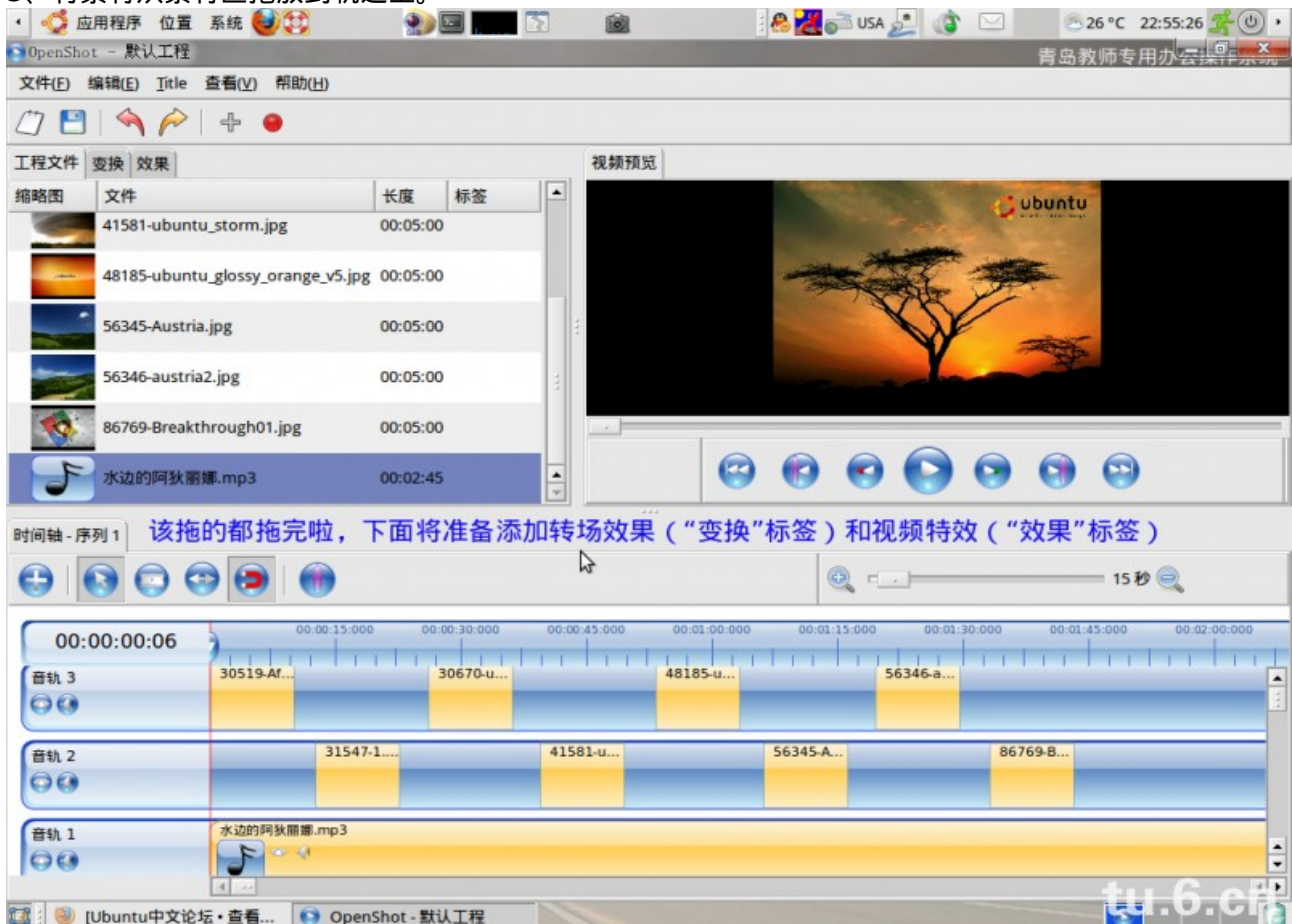 应用程序 位置 系统 USA 26 °C 22:55:26
OpenShot - 默认工程
青岛教师专用办公操作系统
文件(F) 编辑(E) Title 查看(V) 帮助(H)
工程文件 变换 效果
视频预览
缩略图 文件 长度 标签
41581-ubuntu_storm.jpg 00:05:00
48185-ubuntu_glossy_orange_v5.jpg 00:05:00
56345-Austria.jpg 00:05:00
56346-austria2.jpg 00:05:00
86769-Breakthrough01.jpg 00:05:00
水边的阿狄丽娜.mp3 00:02:45
ubuntu
时间轴 - 序列 1
该拖的都拖完啦，下面将准备添加转场效果（“变换”标签）和视频特效（“效果”标签）
15 秒
00:00:00:06
00:00:15:000 00:00:30:000 00:00:45:000 00:01:00:000 00:01:15:000 00:01:30:000 00:01:45:000 00:02:00:000
音轨 3
30519-Af... 30670-u... 48185-u... 56346-a...
音轨 2
31547-1.... 41581-u... 56345-A... 86769-B...
音轨 1
水边的阿狄丽娜.mp3
[Ubuntu中文论坛 • 查看... OpenShot - 默认工程
tu.6.cn